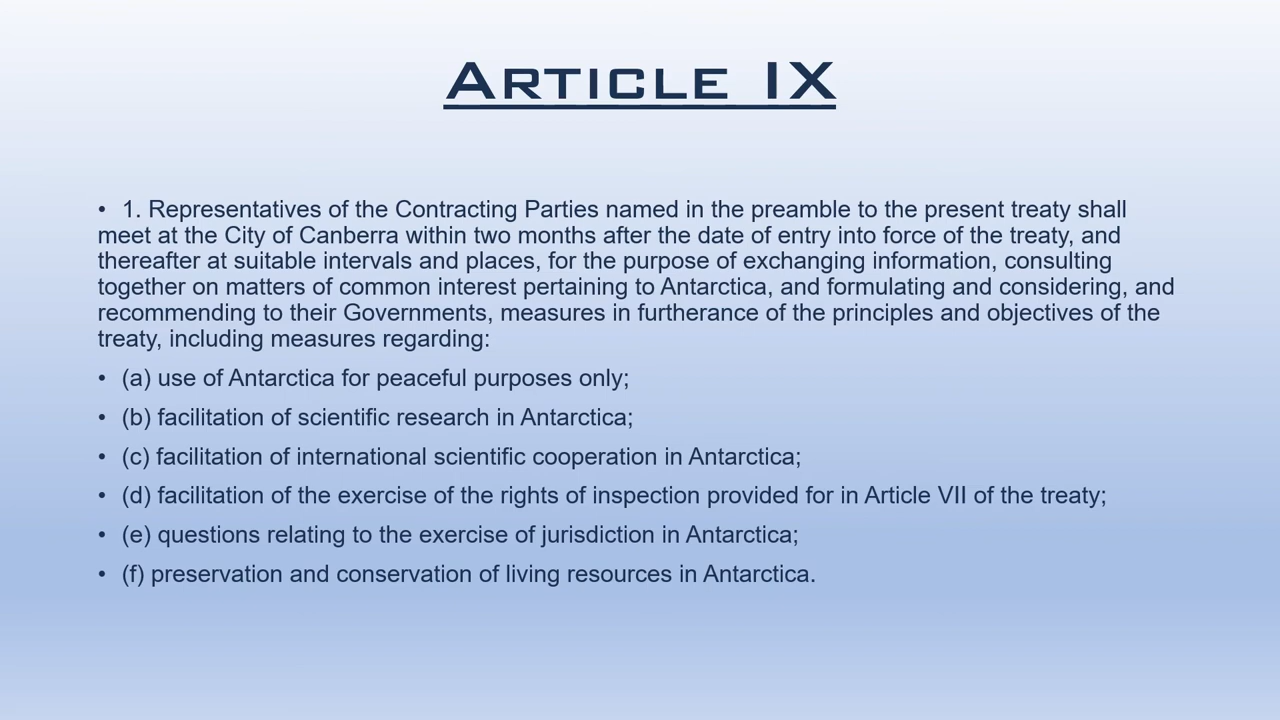 Article IX
• 1. Representatives of the Contracting Parties named in the preamble to the present treaty shall
meet at the City of Canberra within two months after the date of entry into force of the treaty, and
thereafter at suitable intervals and places, for the purpose of exchanging information, consulting
together on matters of common interest pertaining to Antarctica, and formulating and considering, and
recommending to their Governments, measures in furtherance of the principles and objectives of the
treaty, including measures regarding:
• (a) use of Antarctica for peaceful purposes only;
• (b) facilitation of scientific research in Antarctica;
• (c) facilitation of international scientific cooperation in Antarctica;
• (d) facilitation of the exercise of the rights of inspection provided for in Article VII of the treaty;
• (e) questions relating to the exercise of jurisdiction in Antarctica;
• (f) preservation and conservation of living resources in Antarctica.